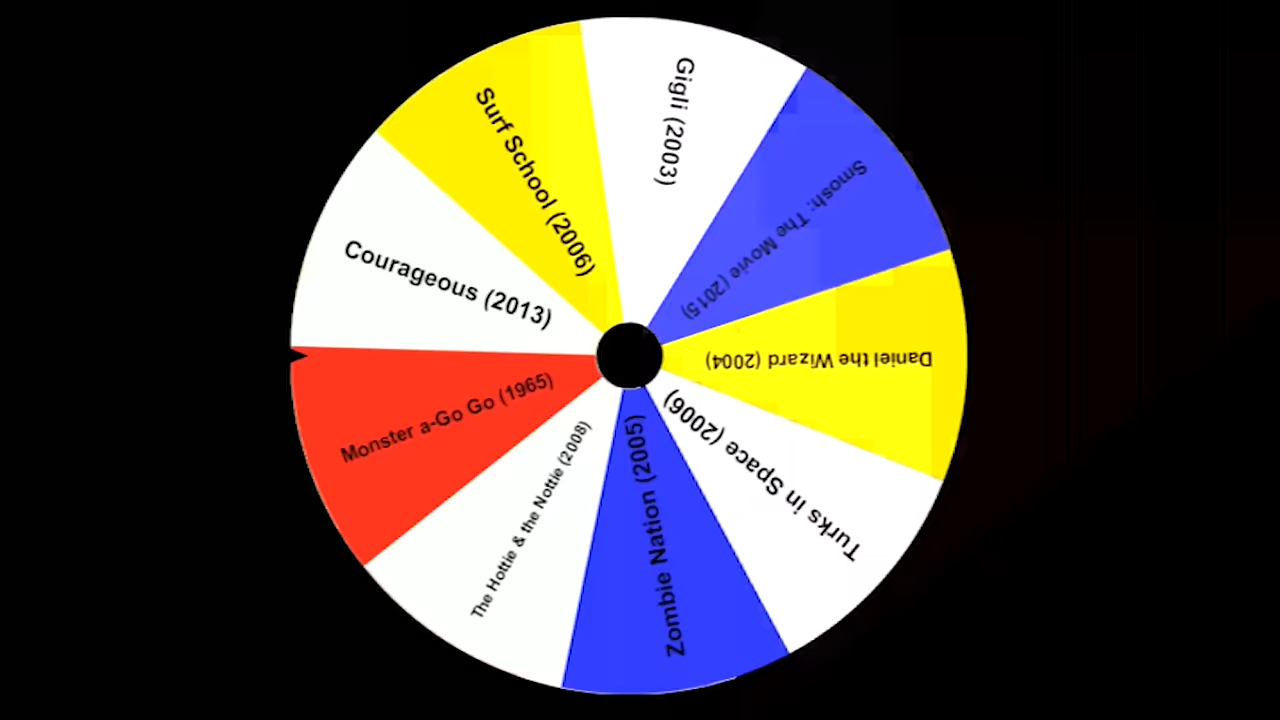 Gigli (2003)
Smosh: The Movie (2015)
Daniel the Wizard (2004)
Turks in Space (2006)
Zombie Nation (2005)
The Hottie & the Nottie (2008)
Monster a-Go Go (1965)
Courageous (2013)
Surf School (2006)